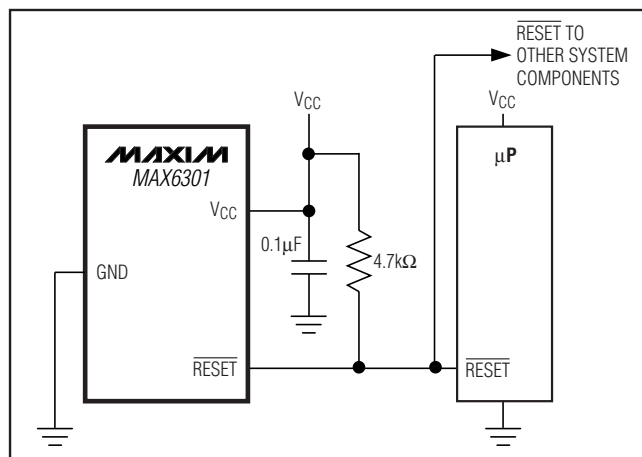 RESET TO
OTHER SYSTEM
COMPONENTS
VCC
VCC
MAXIM
MAX6301
μP
VCC
0.1μF
4.7kΩ
GND
RESET
RESET